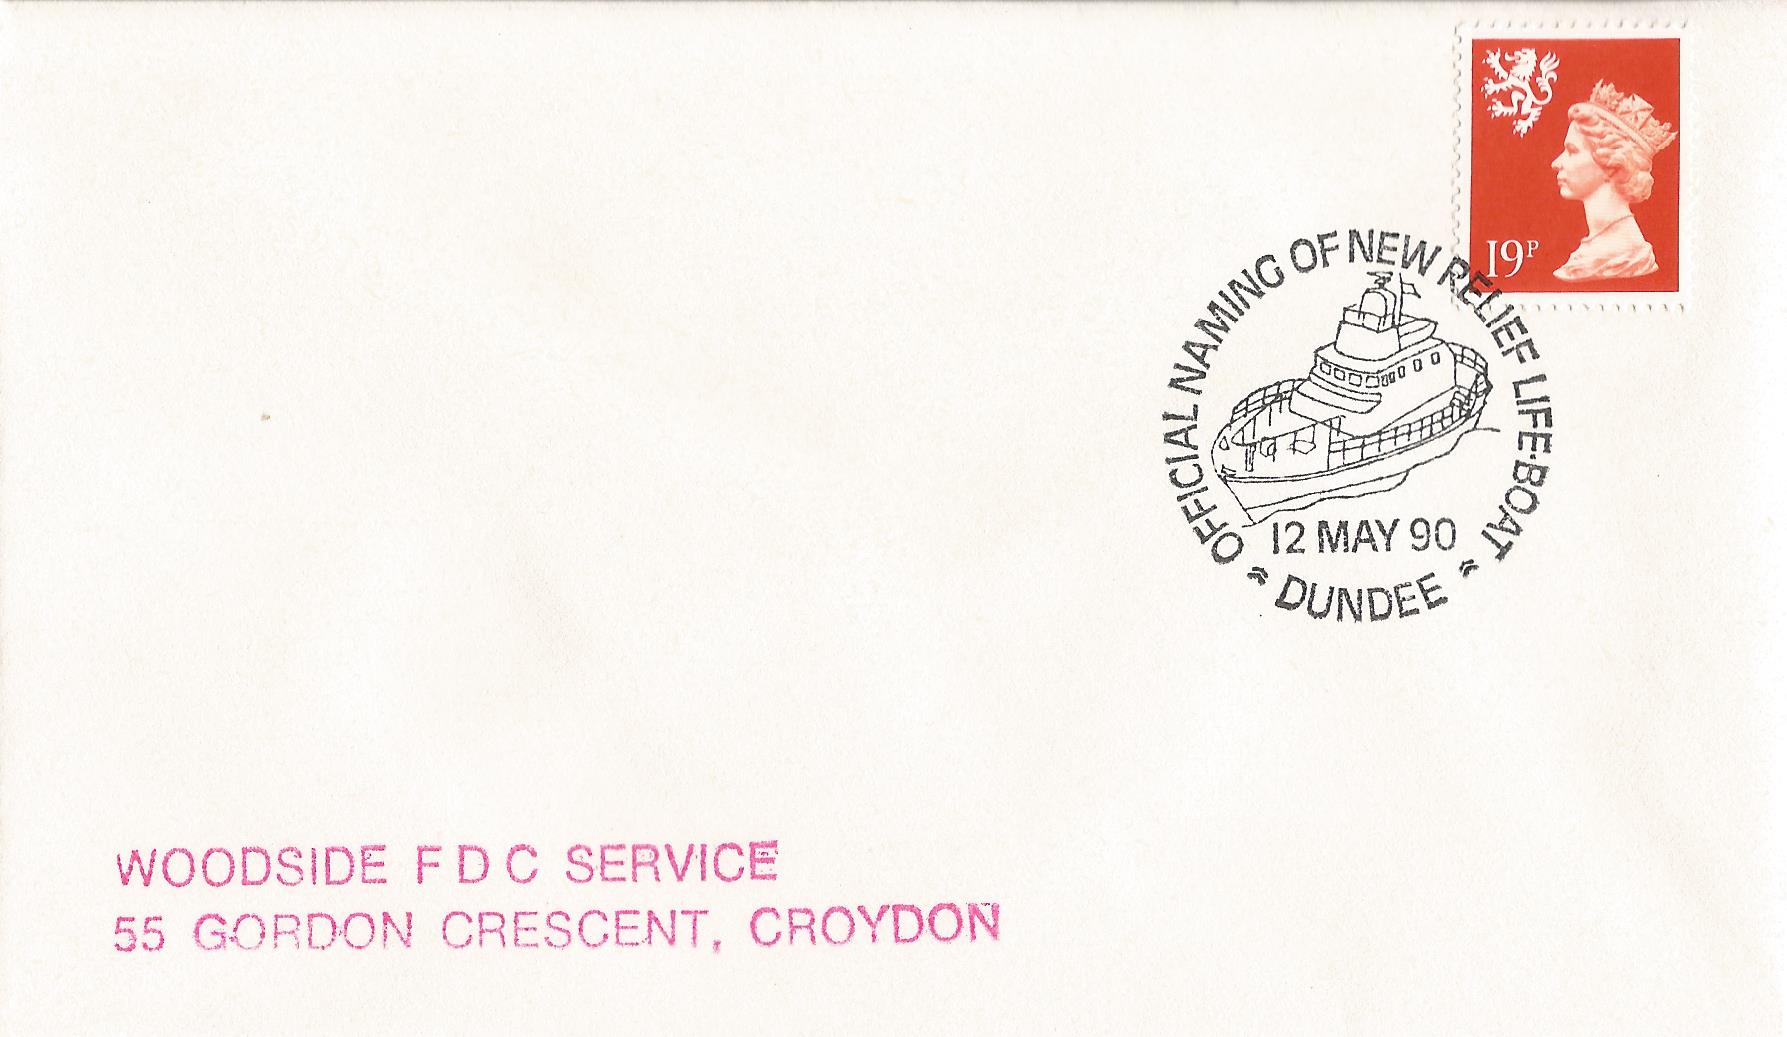 19P
OFFICIAL NAMING OF NEW RELIEF LIFE-BOAT
12 MAY 90
DUNDEE
WOODSIDE F D C SERVICE
55 GORDON CRESCENT, CROYDON